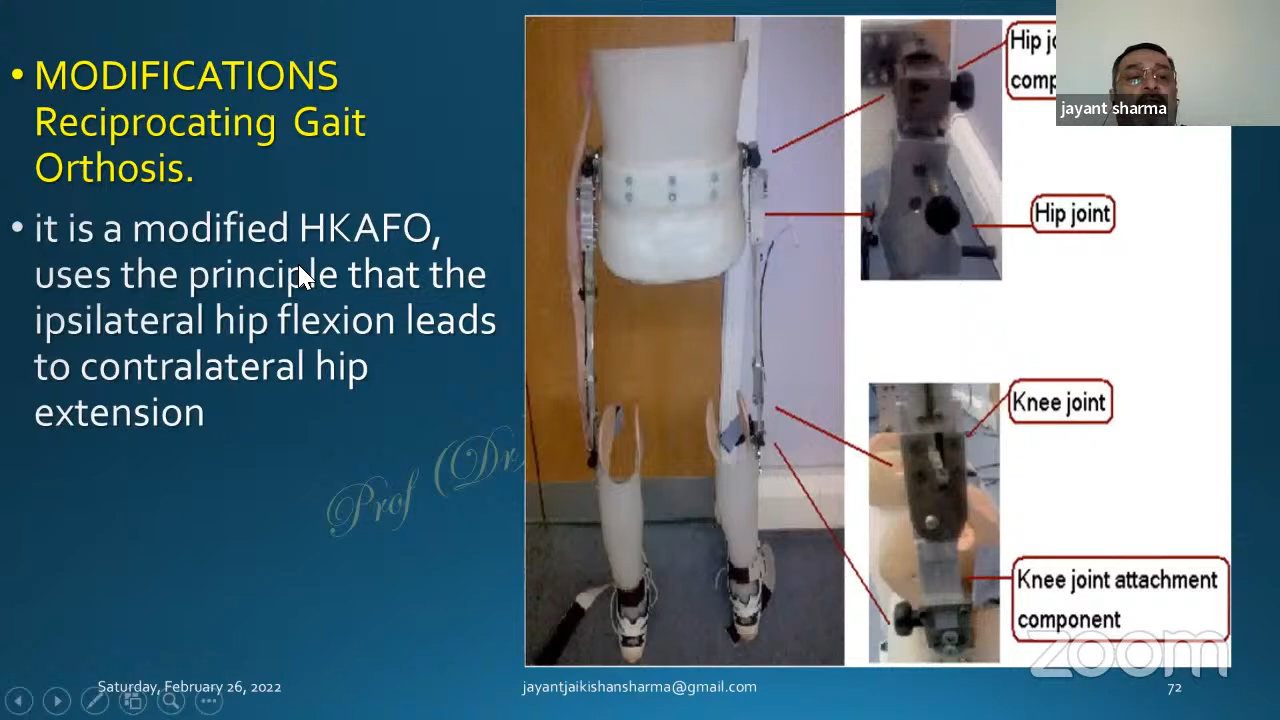 • MODIFICATIONS
Reciprocating Gait
Orthosis.
• it is a modified HKAFO,
uses the principle that the
ipsilateral hip flexion leads
to contralateral hip
extension
Prof (Dr.
Hip
comp
jayant sharma
Hip joint
Knee joint
Knee joint attachment
component
zoom
Saturday, February 26, 2022
jayantjaikishansharma@gmail.com
72